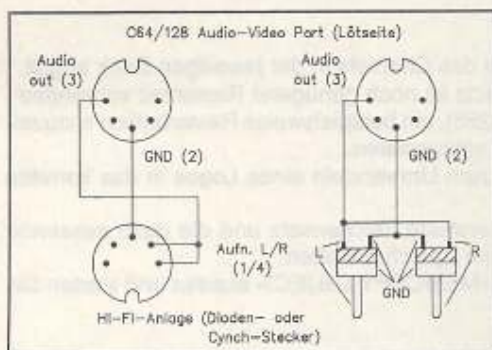 C64/128 Audio-Video Port (Lötseite)
Audio
out (3)
GND (2)
Aufn. L/R
(1/4)
HI-FI-Anlage (Dioden- oder
Cynch-Stecker)
Audio
out (3)
GND (2)
L
GND